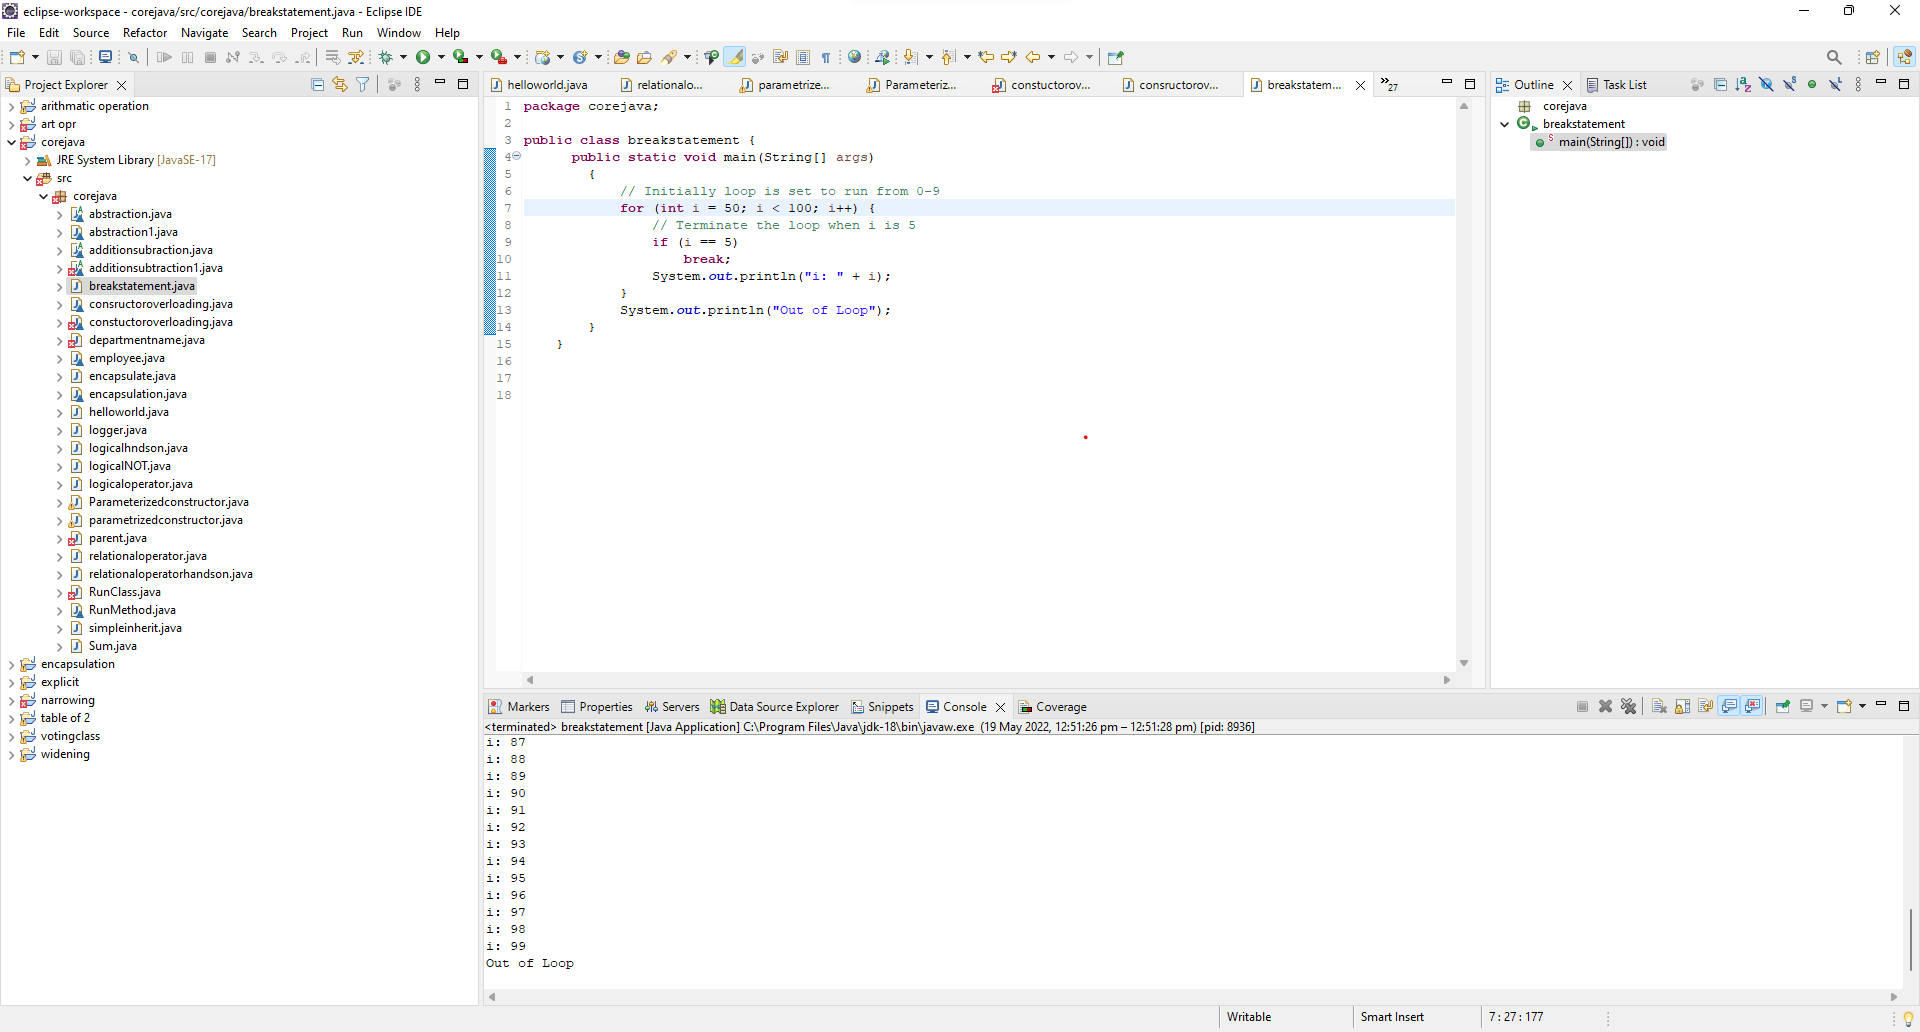 eclipse-workspace - corejava/src/corejava/breakstatement.java - Eclipse IDE
File Edit Source Refactor Navigate Search Project Run Window Help
Project Explorer
arithmatic operation
art opr
corejava
JRE System Library [JavaSE-17]
src
corejava
abstraction.java
abstraction1.java
additionsubraction.java
additionsubtraction1.java
breakstatement.java
consructoroverloading.java
constuctoroverloading.java
departmentname.java
employee.java
encapsulate.java
encapsulation.java
helloworld.java
logger.java
logicalhndson.java
logicalNOT.java
logicaloperator.java
Parameterizedconstructor.java
parametrizedconstructor.java
parent.java
relationaloperator.java
relationaloperatorhandson.java
RunClass.java
RunMethod.java
simpleinherit.java
Sum.java
encapsulation
explicit
narrowing
table of 2
votingclass
widening
helloworld.java relationalo... parametrize... Parameteriz... constuctorov... consructorov... breakstatem... »27
1 package corejava;
2
3 public class breakstatement {
4 public static void main(String[] args)
5 {
6 // Initially loop is set to run from 0-9
7 for (int i = 50; i < 100; i++) {
8 // Terminate the loop when i is 5
9 if (i == 5)
10 break;
11 System.out.println("i: " + i);
12 }
13 System.out.println("Out of Loop");
14 }
15 }
16
17
18
Outline Task List
corejava
breakstatement
main(String[]) : void
Markers Properties Servers Data Source Explorer Snippets Console Coverage
<terminated> breakstatement [Java Application] C:\Program Files\Java\jdk-18\bin\javaw.exe (19 May 2022, 12:51:26 pm – 12:51:28 pm) [pid: 8936]
i: 87
i: 88
i: 89
i: 90
i: 91
i: 92
i: 93
i: 94
i: 95
i: 96
i: 97
i: 98
i: 99
Out of Loop
Writable Smart Insert 7 : 27 : 177